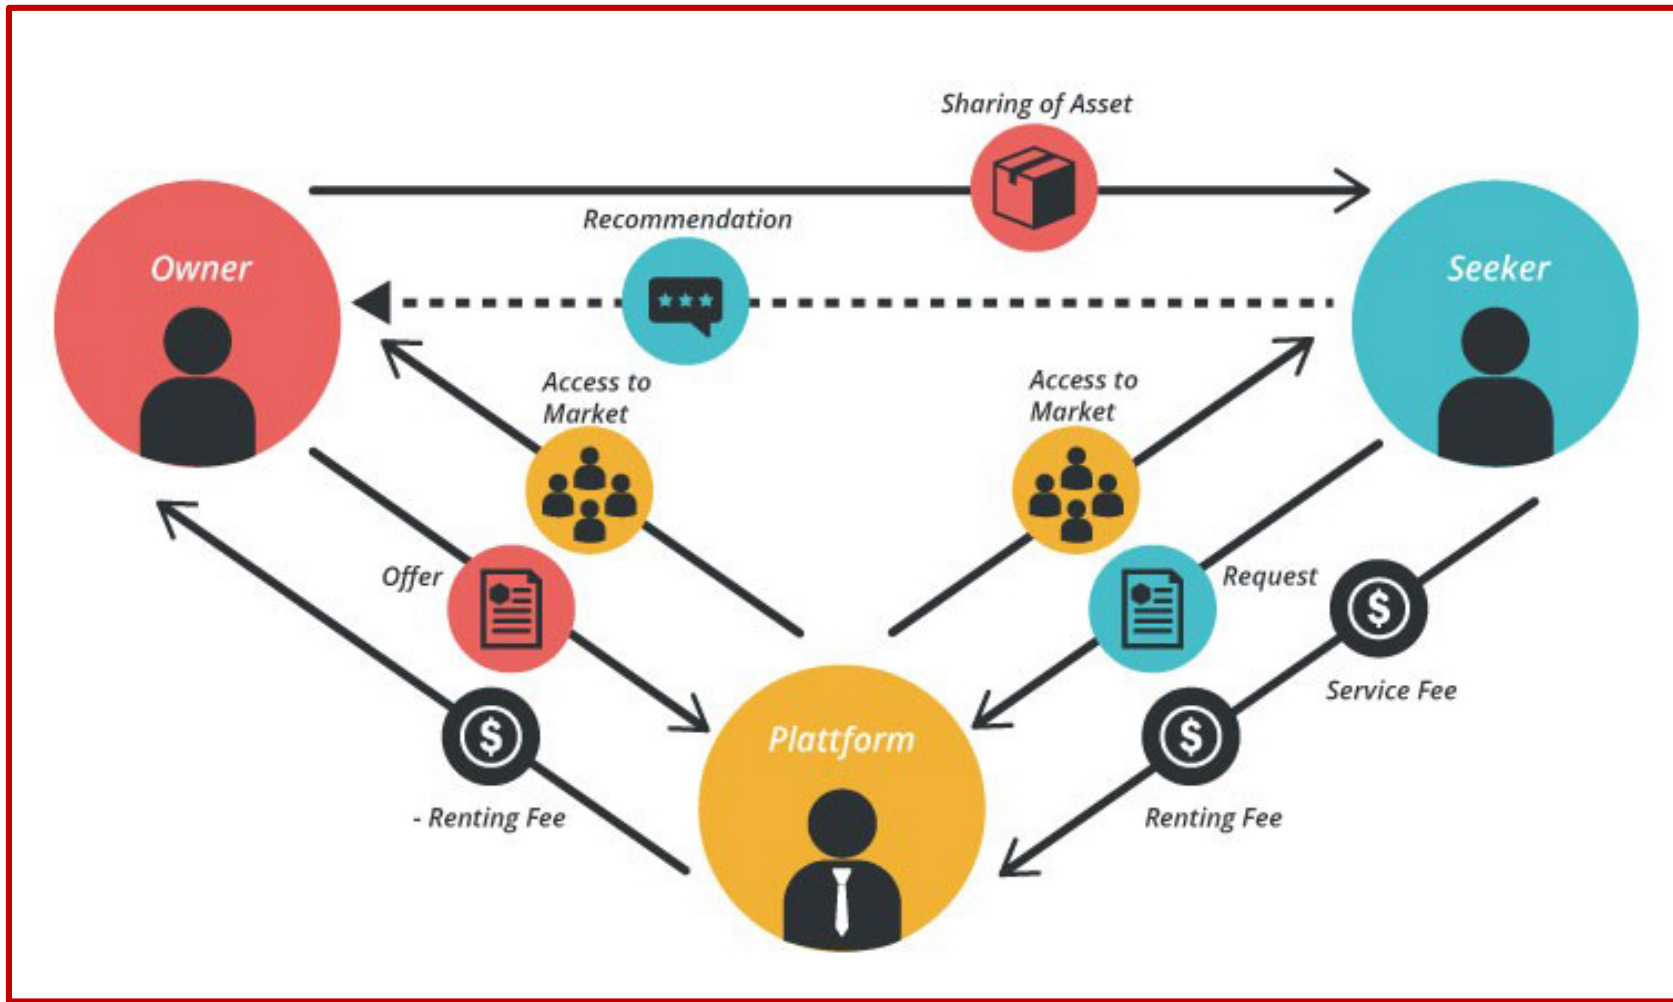 Sharing of Asset
Recommendation
Owner
Seeker
Access to
Market
Access to
Market
Offer
Request
Service Fee
Plattform
- Renting Fee
Renting Fee